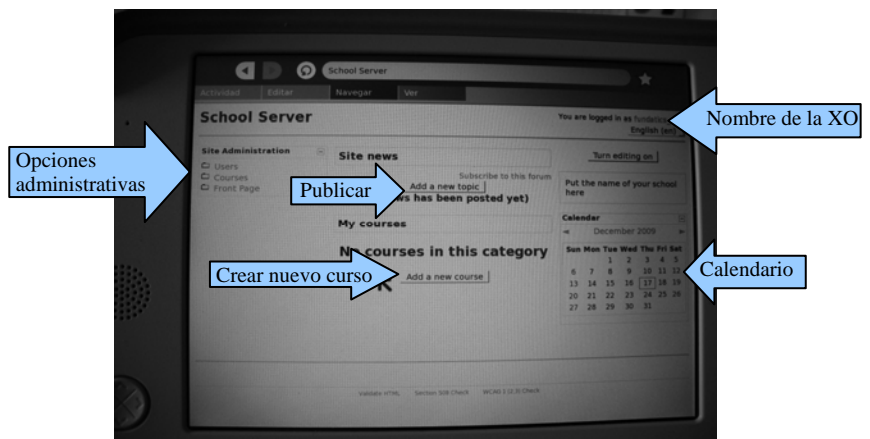 School Server
Actividad Editar Navegar Ver
School Server
You are logged in as
English (en)
Nombre de la XO
Opciones
administrativas
Site Administration
Users
Courses
Front Page
Site news
Subscribe to this forum
Publicar
Add a new topic
ws has been posted yet)
My courses
No courses in this category
Crear nuevo curso
Add a new course
Turn editing on
Put the name of your school
here
Calendar
December 2009
Sun Mon Tue Wed Thu Fri Sat
1 2 3 4 5
6 7 8 9 10 11 12
13 14 15 16 17 18 19
20 21 22 23 24 25 26
27 28 29 30 31
Calendario
Validate HTML Section 508 Check WCAG 1 (2,3) Check